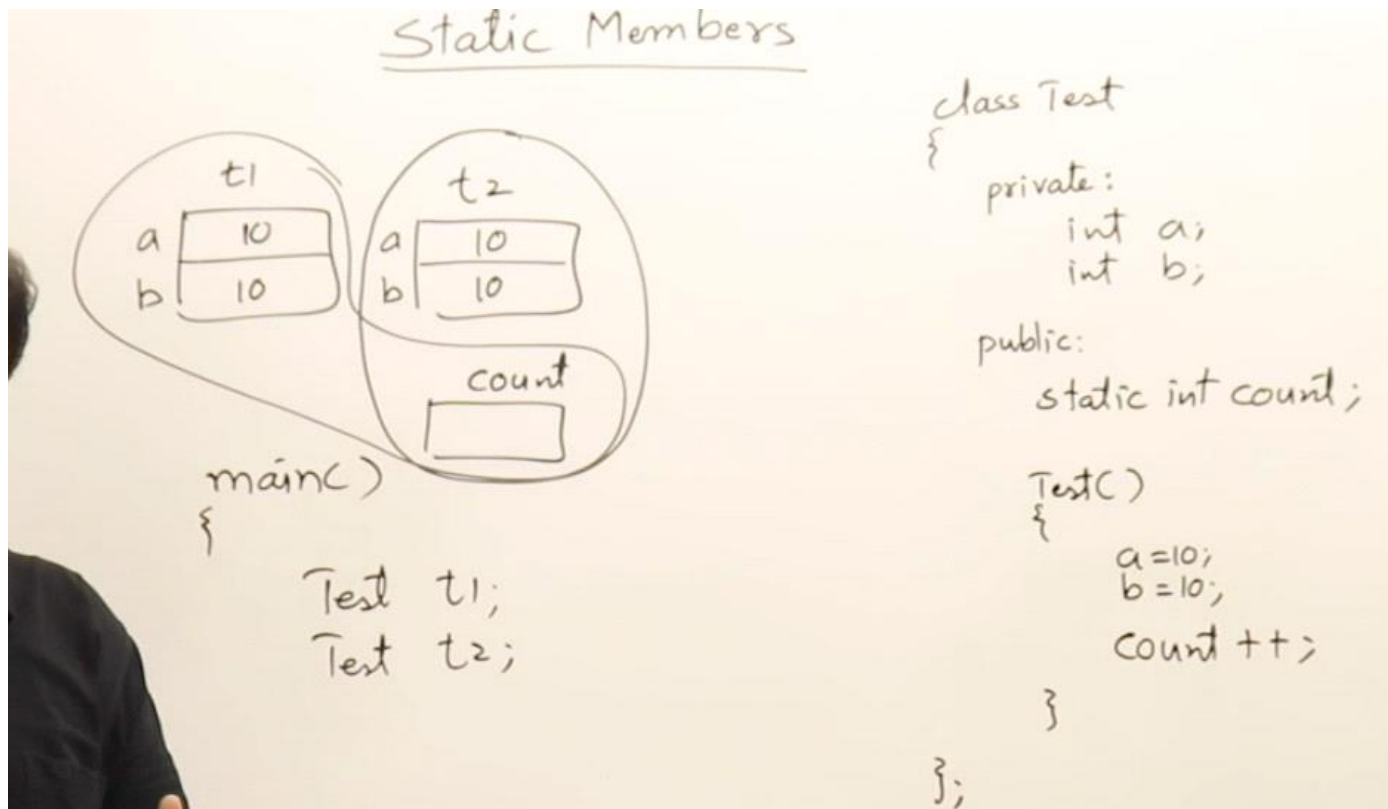 Static Members
t1
a 10
b 10
t2
a 10
b 10
count
main()
{
Test t1;
Test t2;
class Test
{
private:
int a;
int b;
public:
static int count;
Test()
{
a=10;
b=10;
count++;
}
};